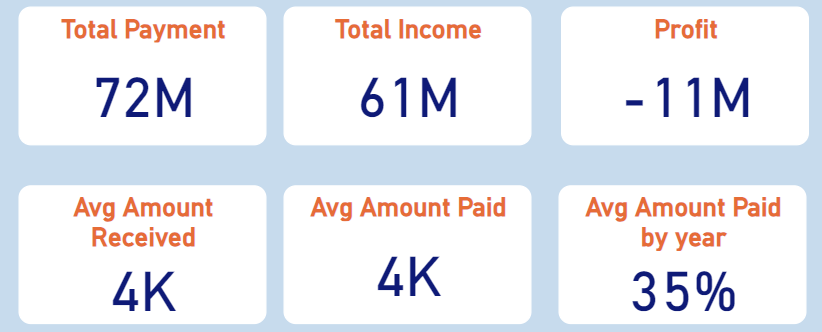 Total Payment
72M
Total Income
61M
Profit
-11M
Avg Amount
Received
4K
Avg Amount Paid
4K
Avg Amount Paid
by year
35%